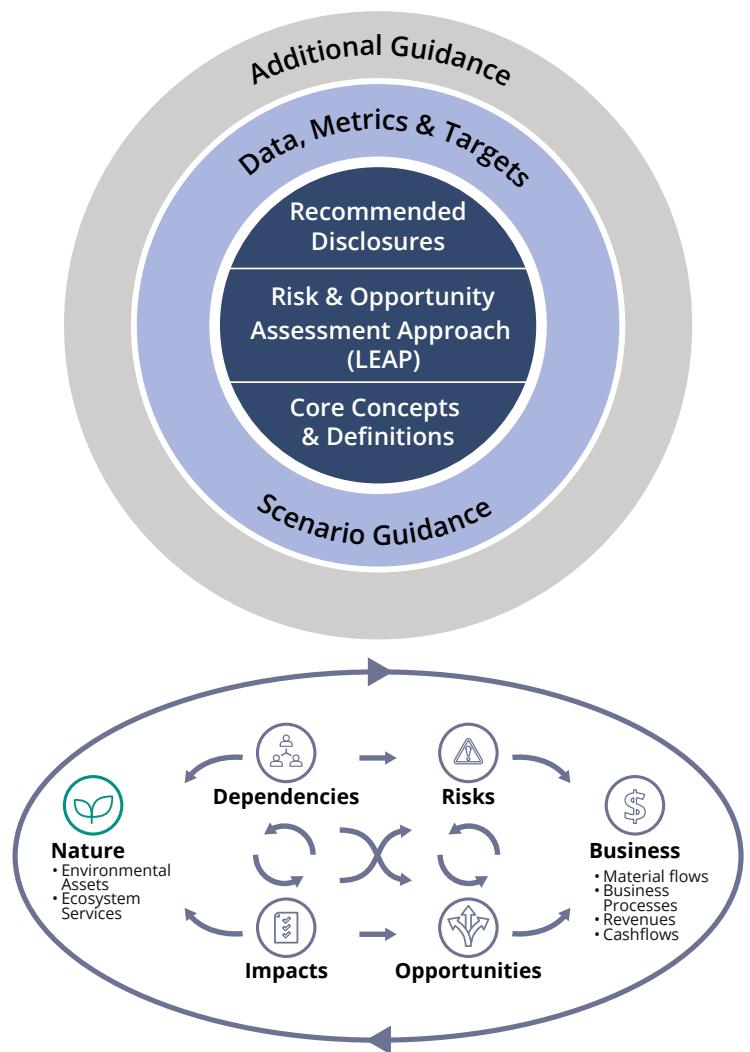 Additional Guidance
Data, Metrics & Targets
Recommended
Disclosures
Risk & Opportunity
Assessment Approach
(LEAP)
Core Concepts
& Definitions
Scenario Guidance
Dependencies
Risks
Nature
• Environmental
Assets
• Ecosystem
Services
Business
• Material flows
• Business
Processes
• Revenues
• Cashflows
Impacts
Opportunities